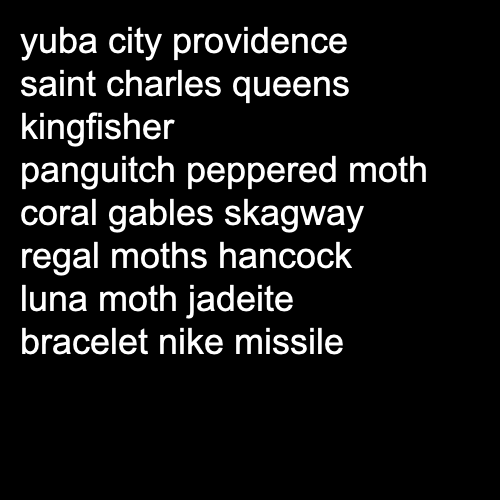 yuba city providence
saint charles queens
kingfisher
panguitch peppered moth
coral gables skagway
regal moths hancock
luna moth jadeite
bracelet nike missile